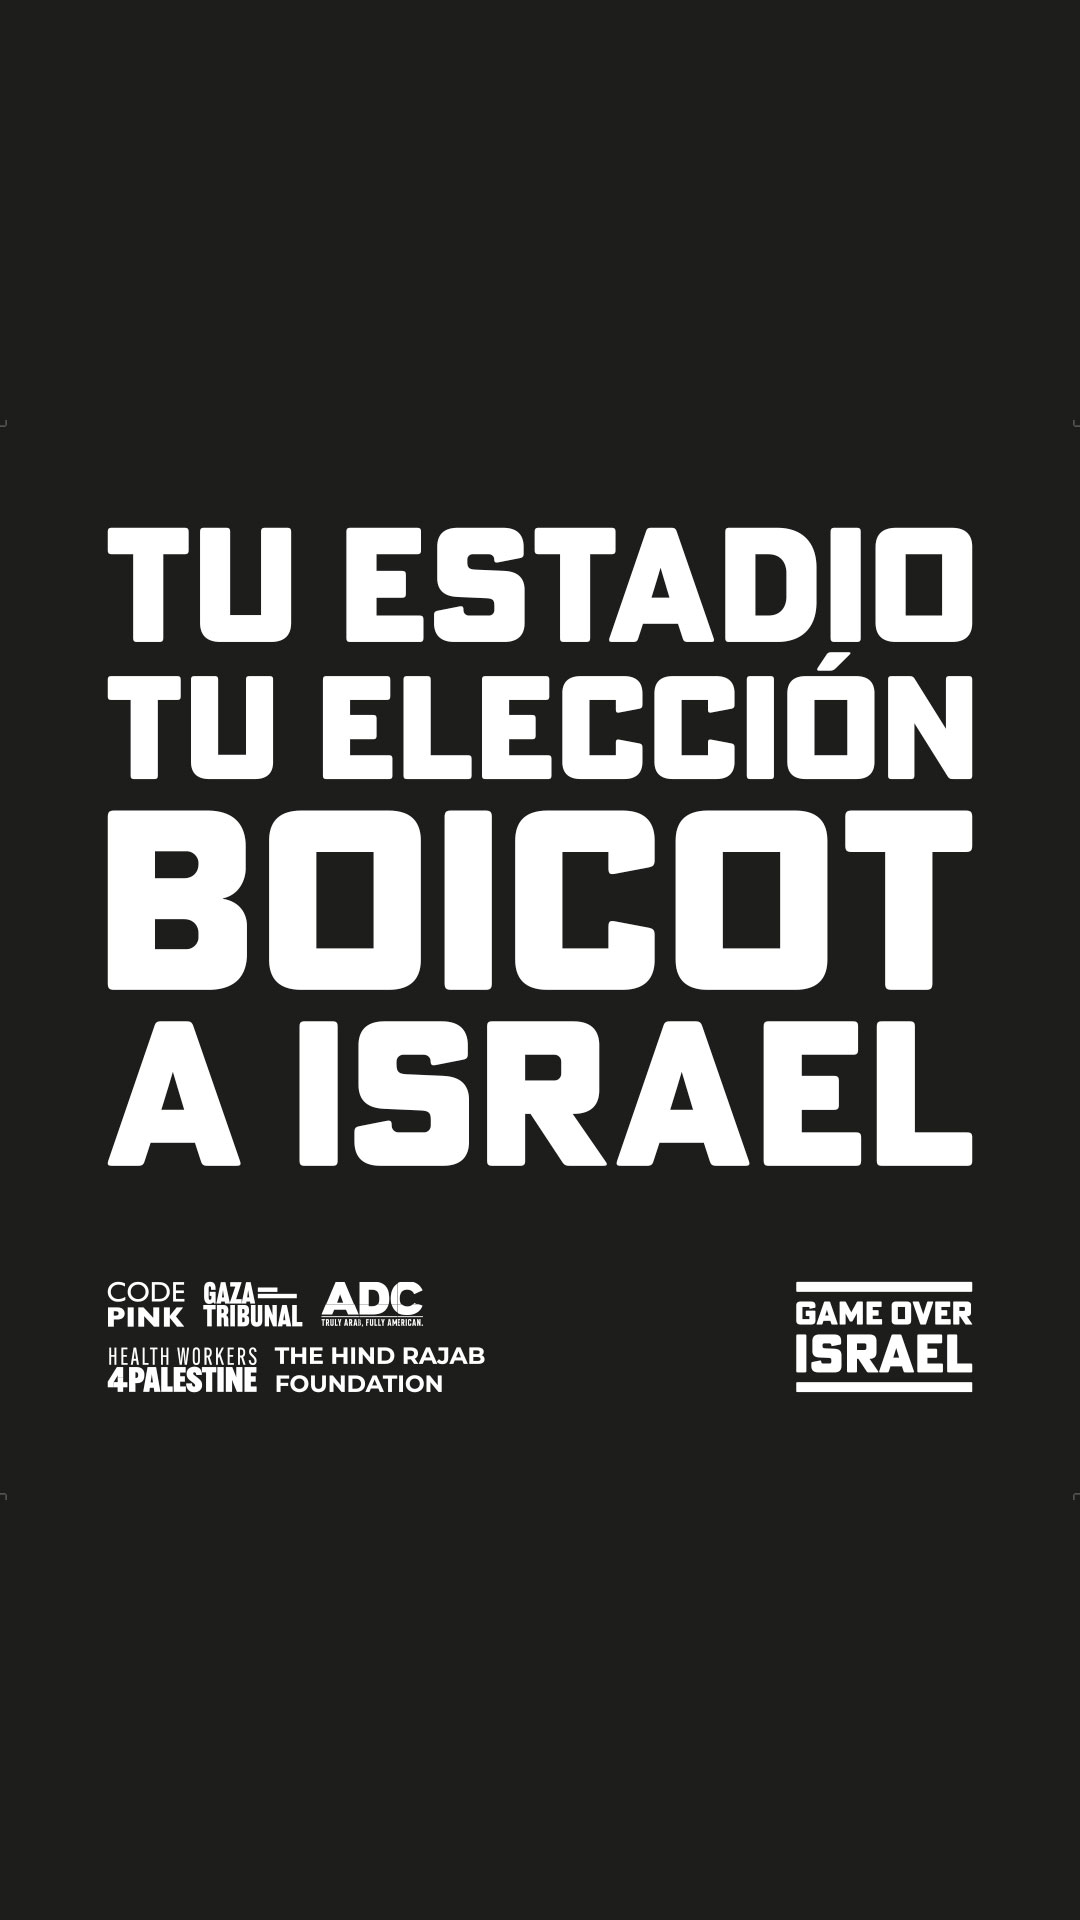 TU ESTADIO
TU ELECCIÓN
BOICOT
A ISRAEL
CODE
PINK
GAZA
TRIBUNAL
ADC
TRULY ARAB, FULLY AMERICAN.
HEALTH WORKERS
4PALESTINE
THE HIND RAJAB
FOUNDATION
GAME OVER
ISRAEL